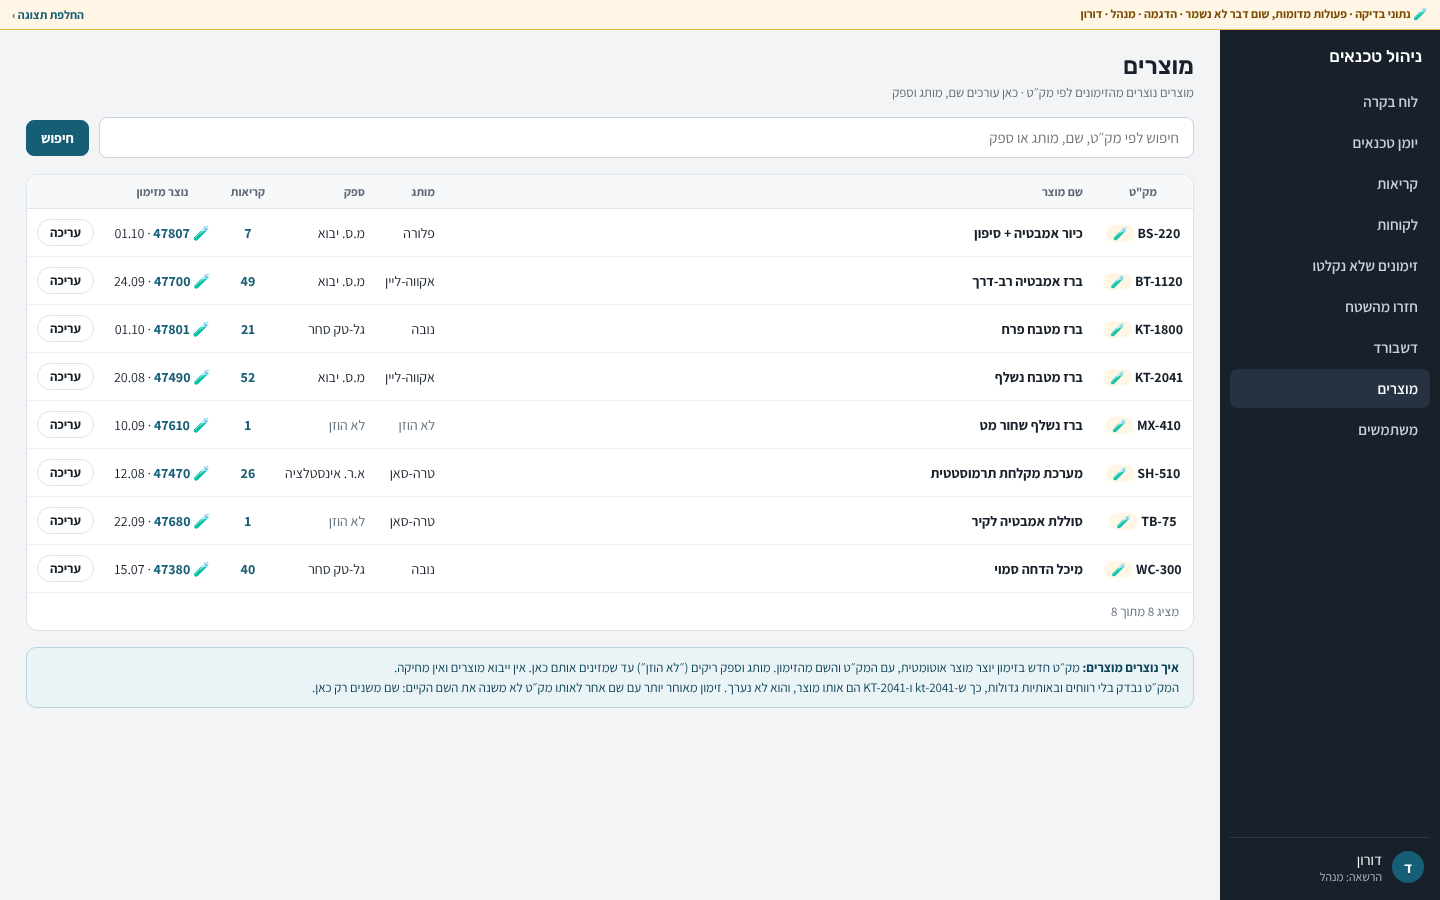 🧪 נתוני בדיקה · פעולות מדומות, שום דבר לא נשמר · הדגמה · מנהל · דורון
החלפת תצוגה ›
ניהול טכנאים
לוח בקרה
יומן טכנאים
קריאות
לקוחות
זימונים שלא נקלטו
חזרו מהשטח
דשבורד
מוצרים
משתמשים
דורון
הרשאה: מנהל
ד
מוצרים
מוצרים נוצרים מהזימונים לפי מק״ט · כאן עורכים שם, מותג וספק
חיפוש לפי מק״ט, שם, מותג או ספק
חיפוש
מק"ט שם מוצר מותג ספק קריאות נוצר מזימון
BS-220 🧪 כיור אמבטיה + סיפון פלורה מ.ס. יבוא 7 🧪 47807 · 01.10 עריכה
BT-1120 🧪 ברז אמבטיה רב-דרך אקווה-ליין מ.ס. יבוא 49 🧪 47700 · 24.09 עריכה
KT-1800 🧪 ברז מטבח פרח נובה גל-טק סחר 21 🧪 47801 · 01.10 עריכה
KT-2041 🧪 ברז מטבח נשלף אקווה-ליין מ.ס. יבוא 52 🧪 47490 · 20.08 עריכה
MX-410 🧪 ברז נשלף שחור מט לא הוזן לא הוזן 1 🧪 47610 · 10.09 עריכה
SH-510 🧪 מערכת מקלחת תרמוסטטית טרה-סאן א.ר. אינסטלציה 26 🧪 47470 · 12.08 עריכה
TB-75 🧪 סוללת אמבטיה לקיר טרה-סאן לא הוזן 1 🧪 47680 · 22.09 עריכה
WC-300 🧪 מיכל הדחה סמוי נובה גל-טק סחר 40 🧪 47380 · 15.07 עריכה
מציג 8 מתוך 8
איך נוצרים מוצרים: מק״ט חדש בזימון יוצר מוצר אוטומטית, עם המק״ט והשם מהזימון. מותג וספק ריקים (״לא הוזן״) עד שמזינים אותם כאן. אין ייבוא מוצרים ואין מחיקה.
המק״ט נבדק בלי רווחים ובאותיות גדולות, כך ש-kt-2041 ו-KT-2041 הם אותו מוצר, והוא לא נערך. זימון מאוחר יותר עם שם אחר לאותו מק״ט לא משנה את השם הקיים: שם משנים רק כאן.